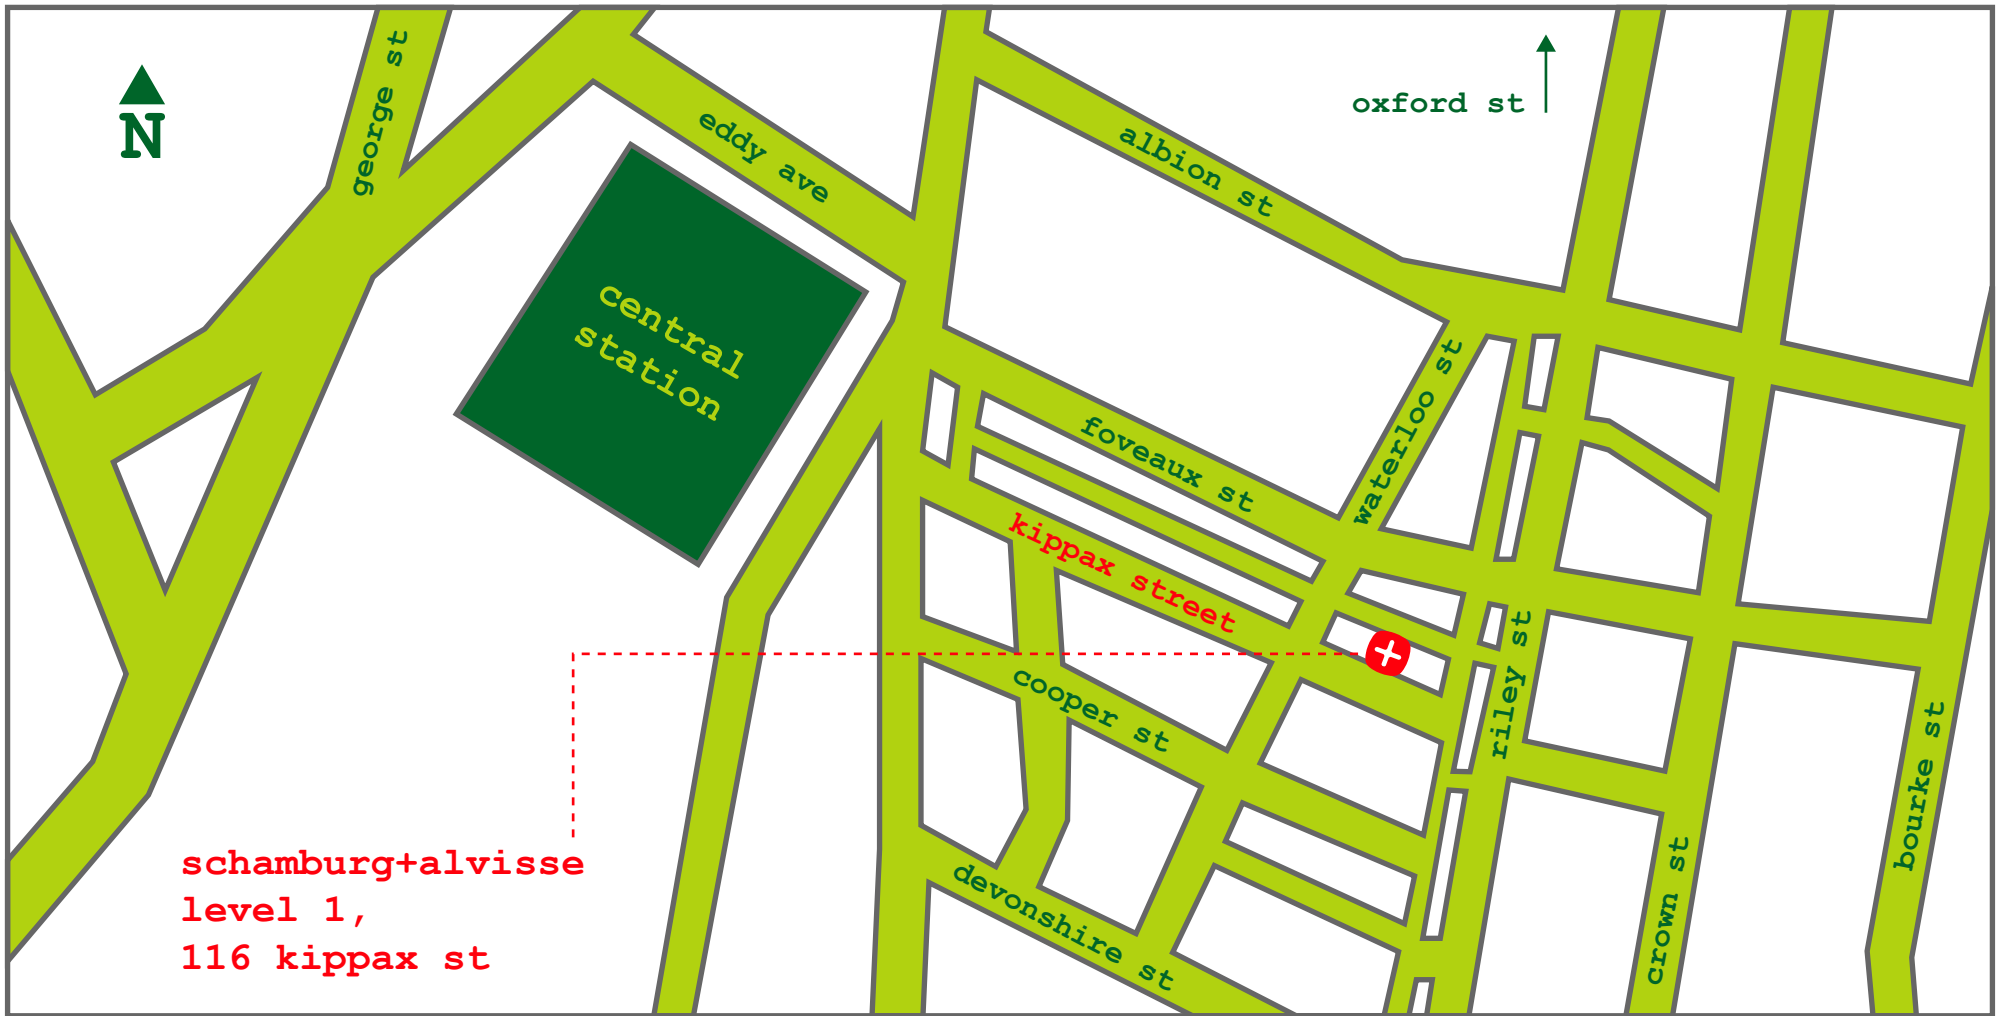 george st
N
eddy ave
albion st
oxford st
central
station
waterloo st
foveaux st
kippax street
cooper st
riley st
bourke st
crown st
devonshire st
schamburg+alvisse
level 1,
116 kippax st